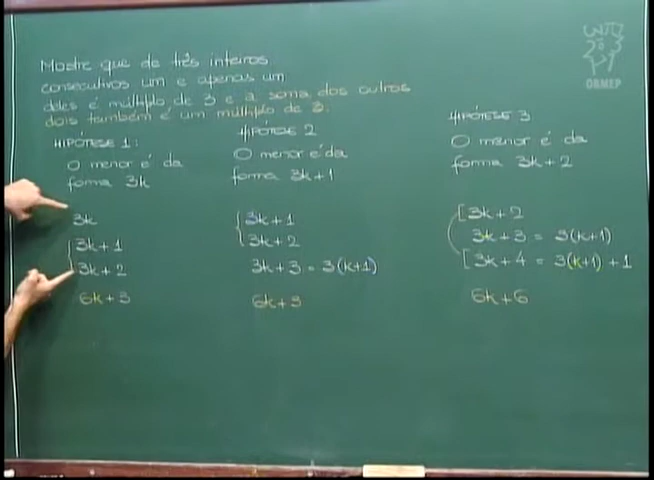 Mostre que de três inteiros
consecutivos um e apenas um
deles é múltiplo de 3 e a soma dos outros
dois também é um múltiplo de 3.
HIPÓTESE 1:
O menor é da
forma 3k
3k
3k+1
3k+2
6k+3
HIPÓTESE 2
O menor é da
forma 3k+1
3k+1
3k+2
3k+3 = 3(k+1)
6k+3
HIPÓTESE 3
O menor é da
forma 3k+2
3k+2
3k+3 = 3(k+1)
3k+4 = 3(k+1)+1
6k+6
OBMEP